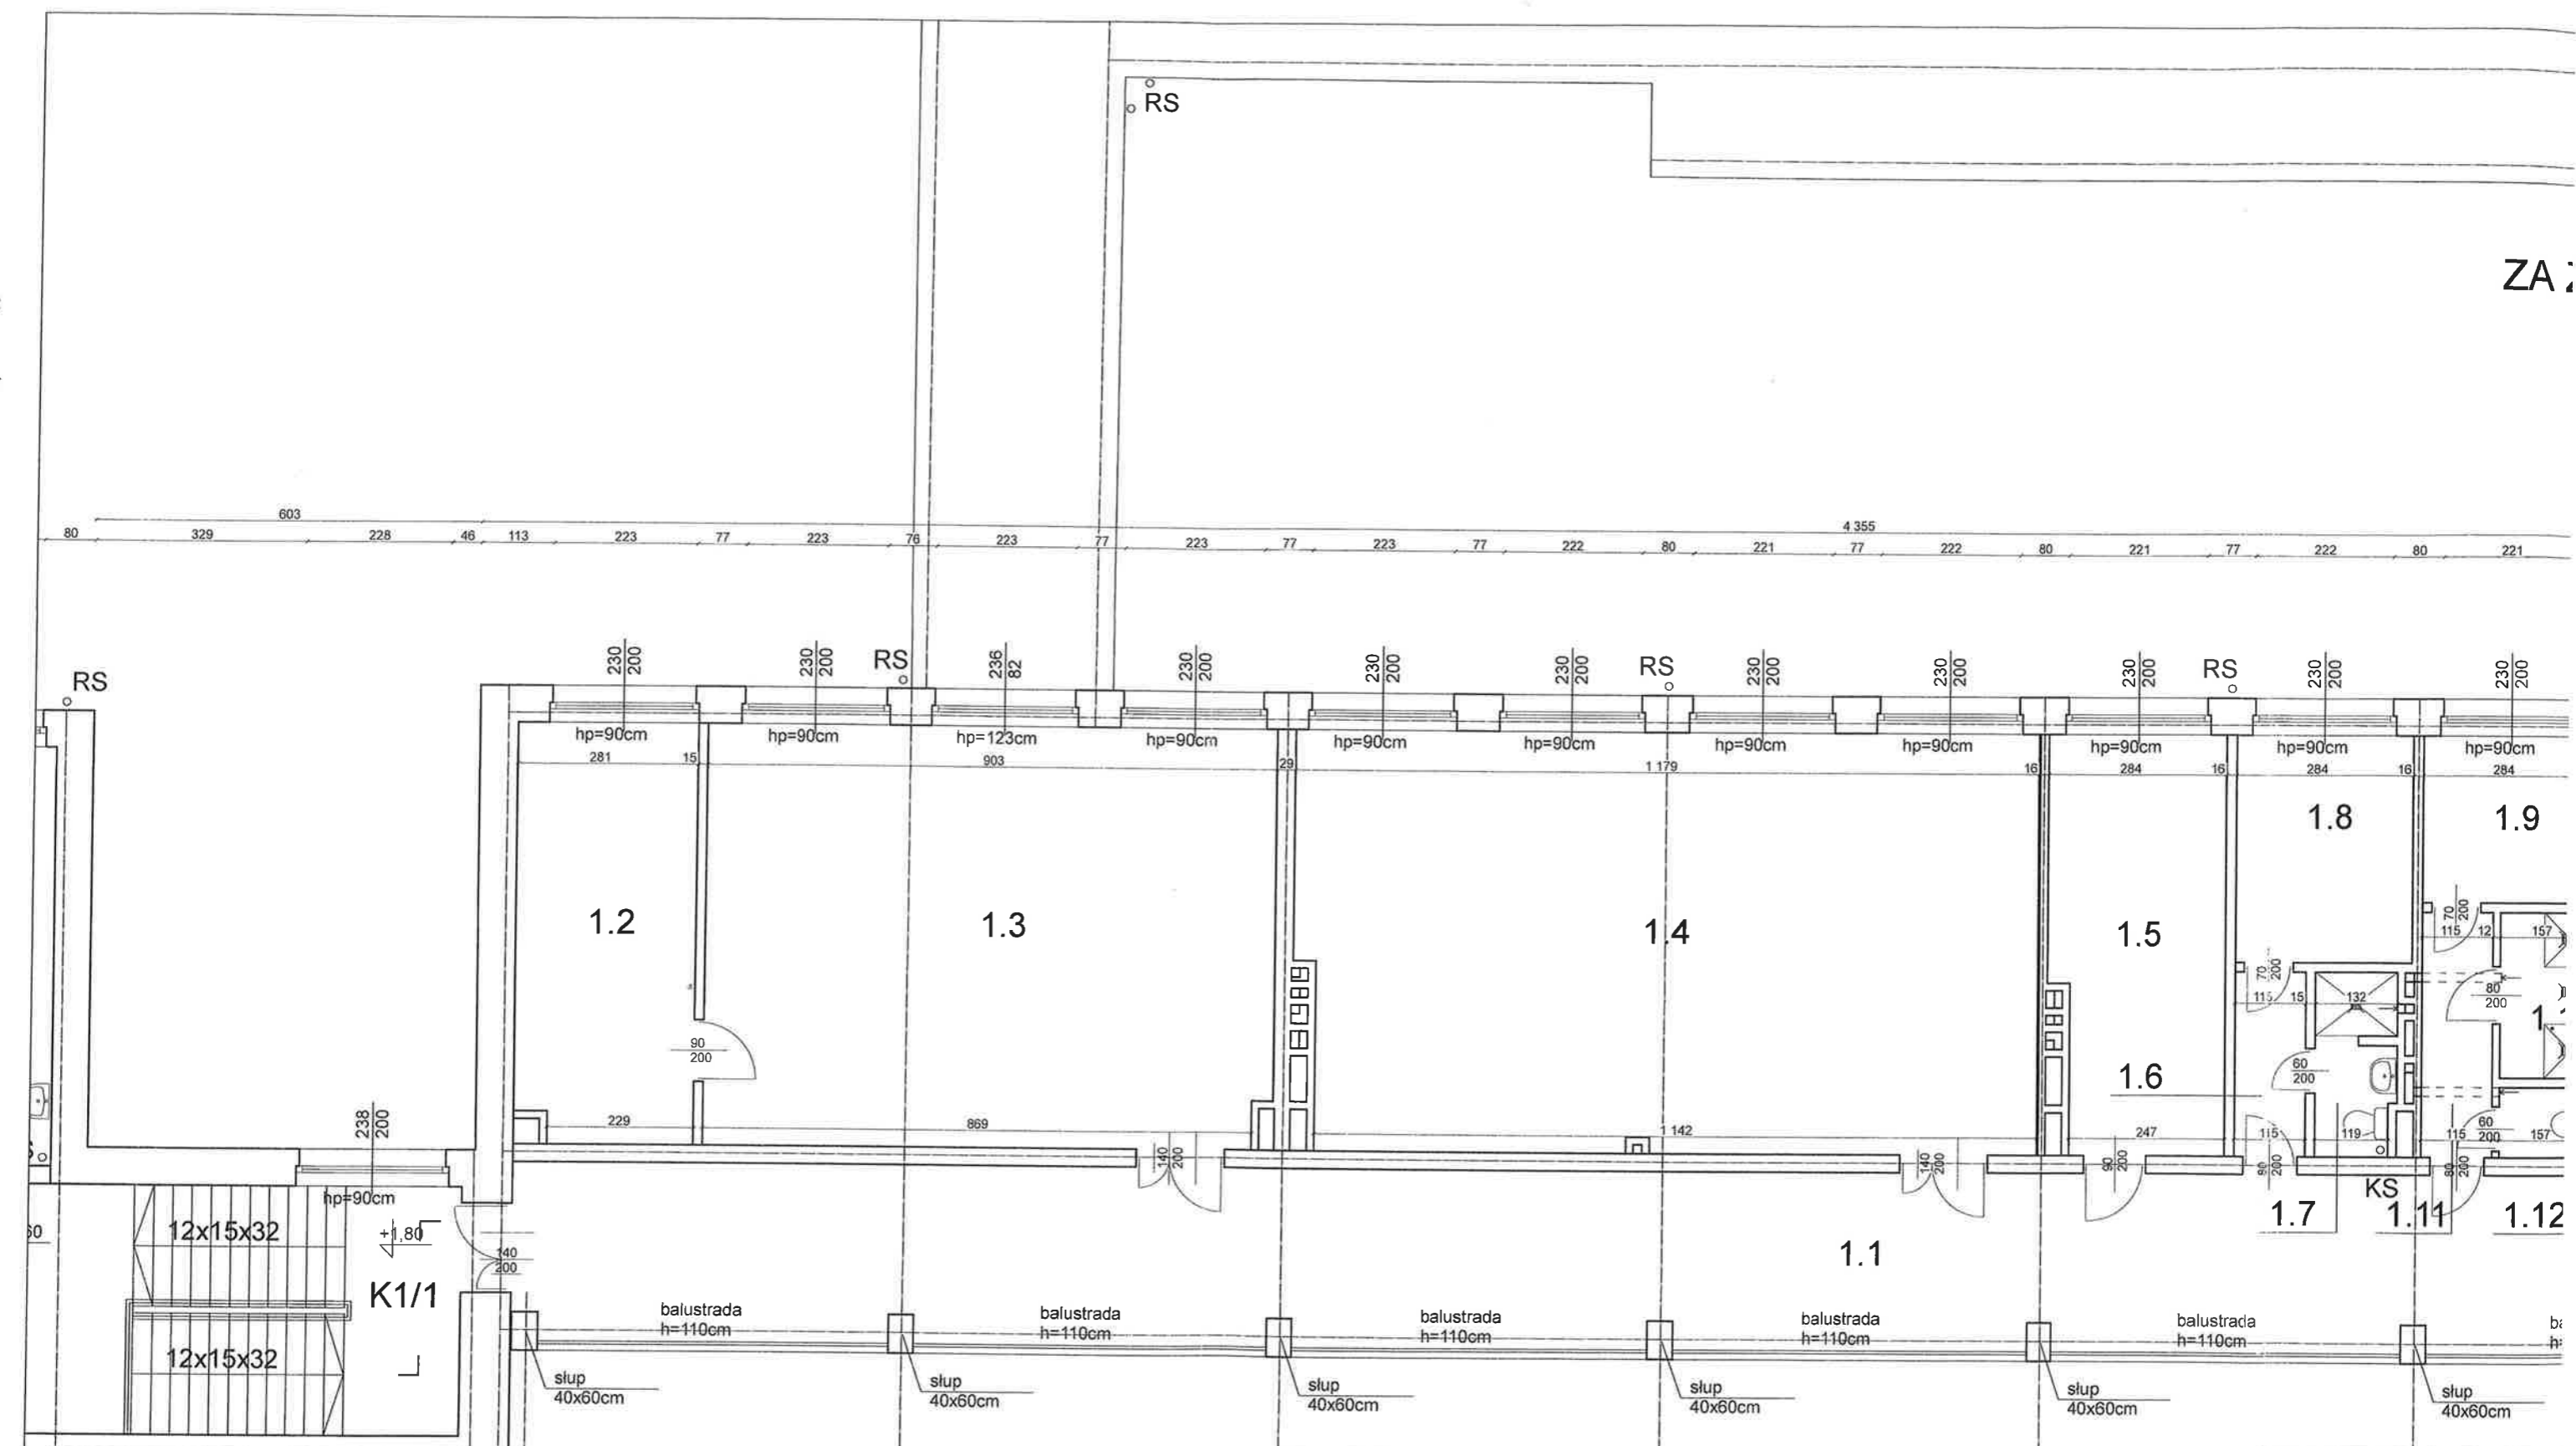 RS
ZA
603
4 355
80 329 228 46 113 223 77 223 76 223 77 223 77 223 77 222 80 221 77 222 80 221 77 222 80 221
RS
230
200
230
200
RS
236
82
230
200
230
200
230
200
RS
230
200
230
200
230
200
RS
230
200
230
200
hp=90cm
hp=90cm
hp=123cm
hp=90cm
hp=90cm
hp=90cm
hp=90cm
hp=90cm
hp=90cm
hp=90cm
hp=90cm
281 15 903 29 1 179 16 284 16 284 16 284
1.8
1.9
1.2
1.3
1.4
1.5
70
200
115 12 157
70
200
115 15 132
80
200
90
200
60
200
1.6
238
200
229
869
1 142
247
115
119
115
60
200
157
140
200
140
200
90
200
90
200
80
200
hp=90cm
KS
12x15x32
+1,80
1.7
1.11
1.12
140
200
1.1
K1/1
12x15x32
balustrada
h=110cm
balustrada
h=110cm
balustrada
h=110cm
balustrada
h=110cm
balustrada
h=110cm
słup
40x60cm
słup
40x60cm
słup
40x60cm
słup
40x60cm
słup
40x60cm
słup
40x60cm